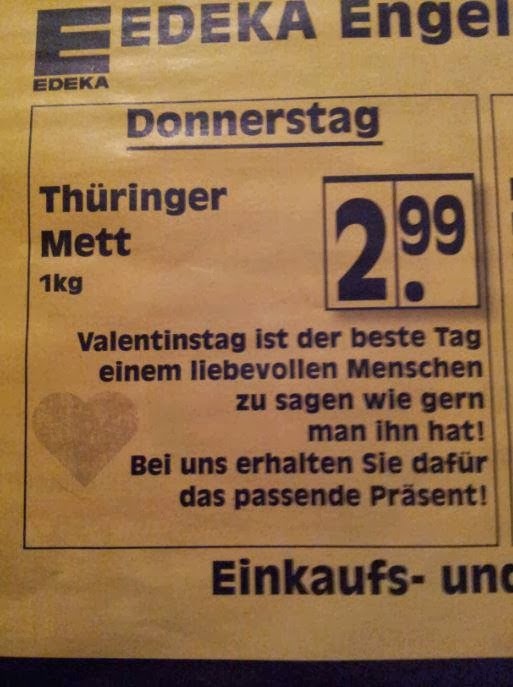 EDEKA
EDEKA Engel
Donnerstag
Thüringer
Mett
1kg
2.99
Valentinstag ist der beste Tag
einem liebevollen Menschen
zu sagen wie gern
man ihn hat!
Bei uns erhalten Sie dafür
das passende Präsent!
Einkaufs- und